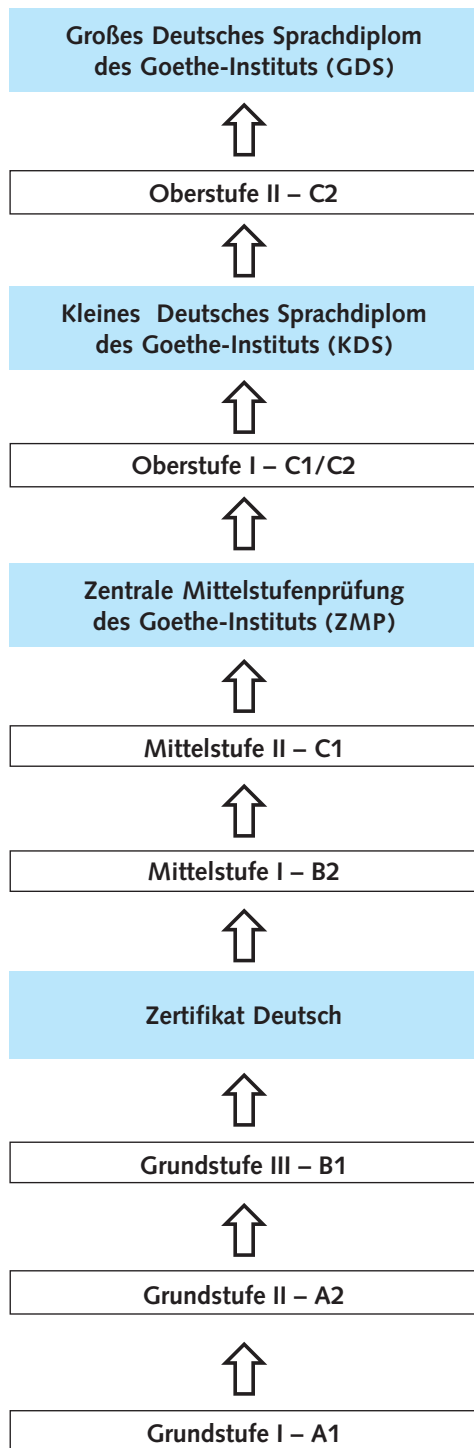 Großes Deutsches Sprachdiplom
des Goethe-Instituts (GDS)
Oberstufe II – C2
Kleines Deutsches Sprachdiplom
des Goethe-Instituts (KDS)
Oberstufe I – C1/C2
Zentrale Mittelstufenprüfung
des Goethe-Instituts (ZMP)
Mittelstufe II – C1
Mittelstufe I – B2
Zertifikat Deutsch
Grundstufe III – B1
Grundstufe II – A2
Grundstufe I – A1